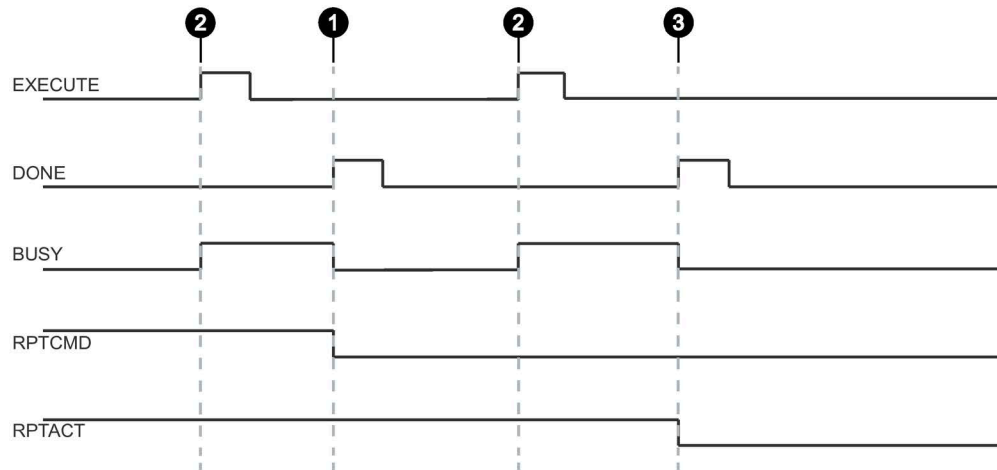 2 1 2 3
EXECUTE
DONE
BUSY
RPTCMD
RPTACT